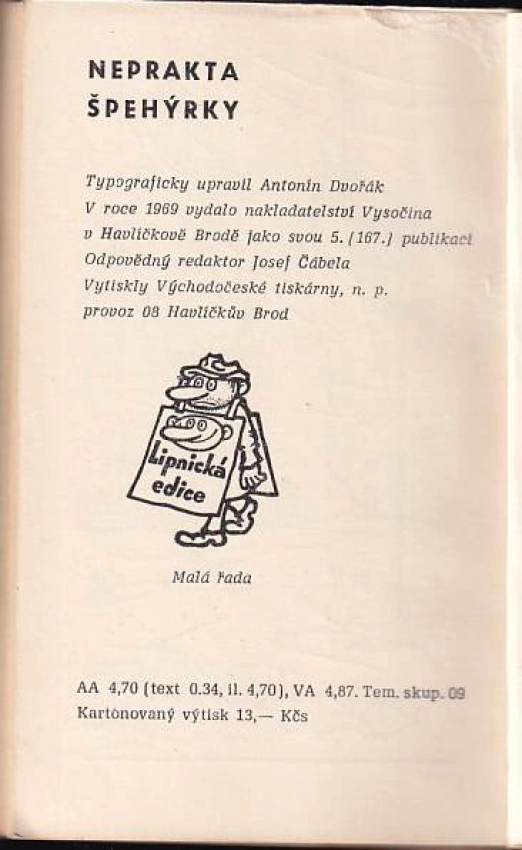 NEPRAKTA
ŠPEHÝRKY
Typograficky upravil Antonín Dvořák
V roce 1969 vydalo nakladatelství Vysočina
v Havlíčkově Brodě jako svou 5. (167.) publikaci
Odpovědný redaktor Josef Čábela
Vytiskly Východočeské tiskárny, n. p.
provoz 08 Havlíčkův Brod
Lipnická
edice
Malá řada
AA 4,70 (text 0.34, il. 4,70), VA 4,87. Tem. skup. 09
Kartónovaný výtisk 13,— Kčs